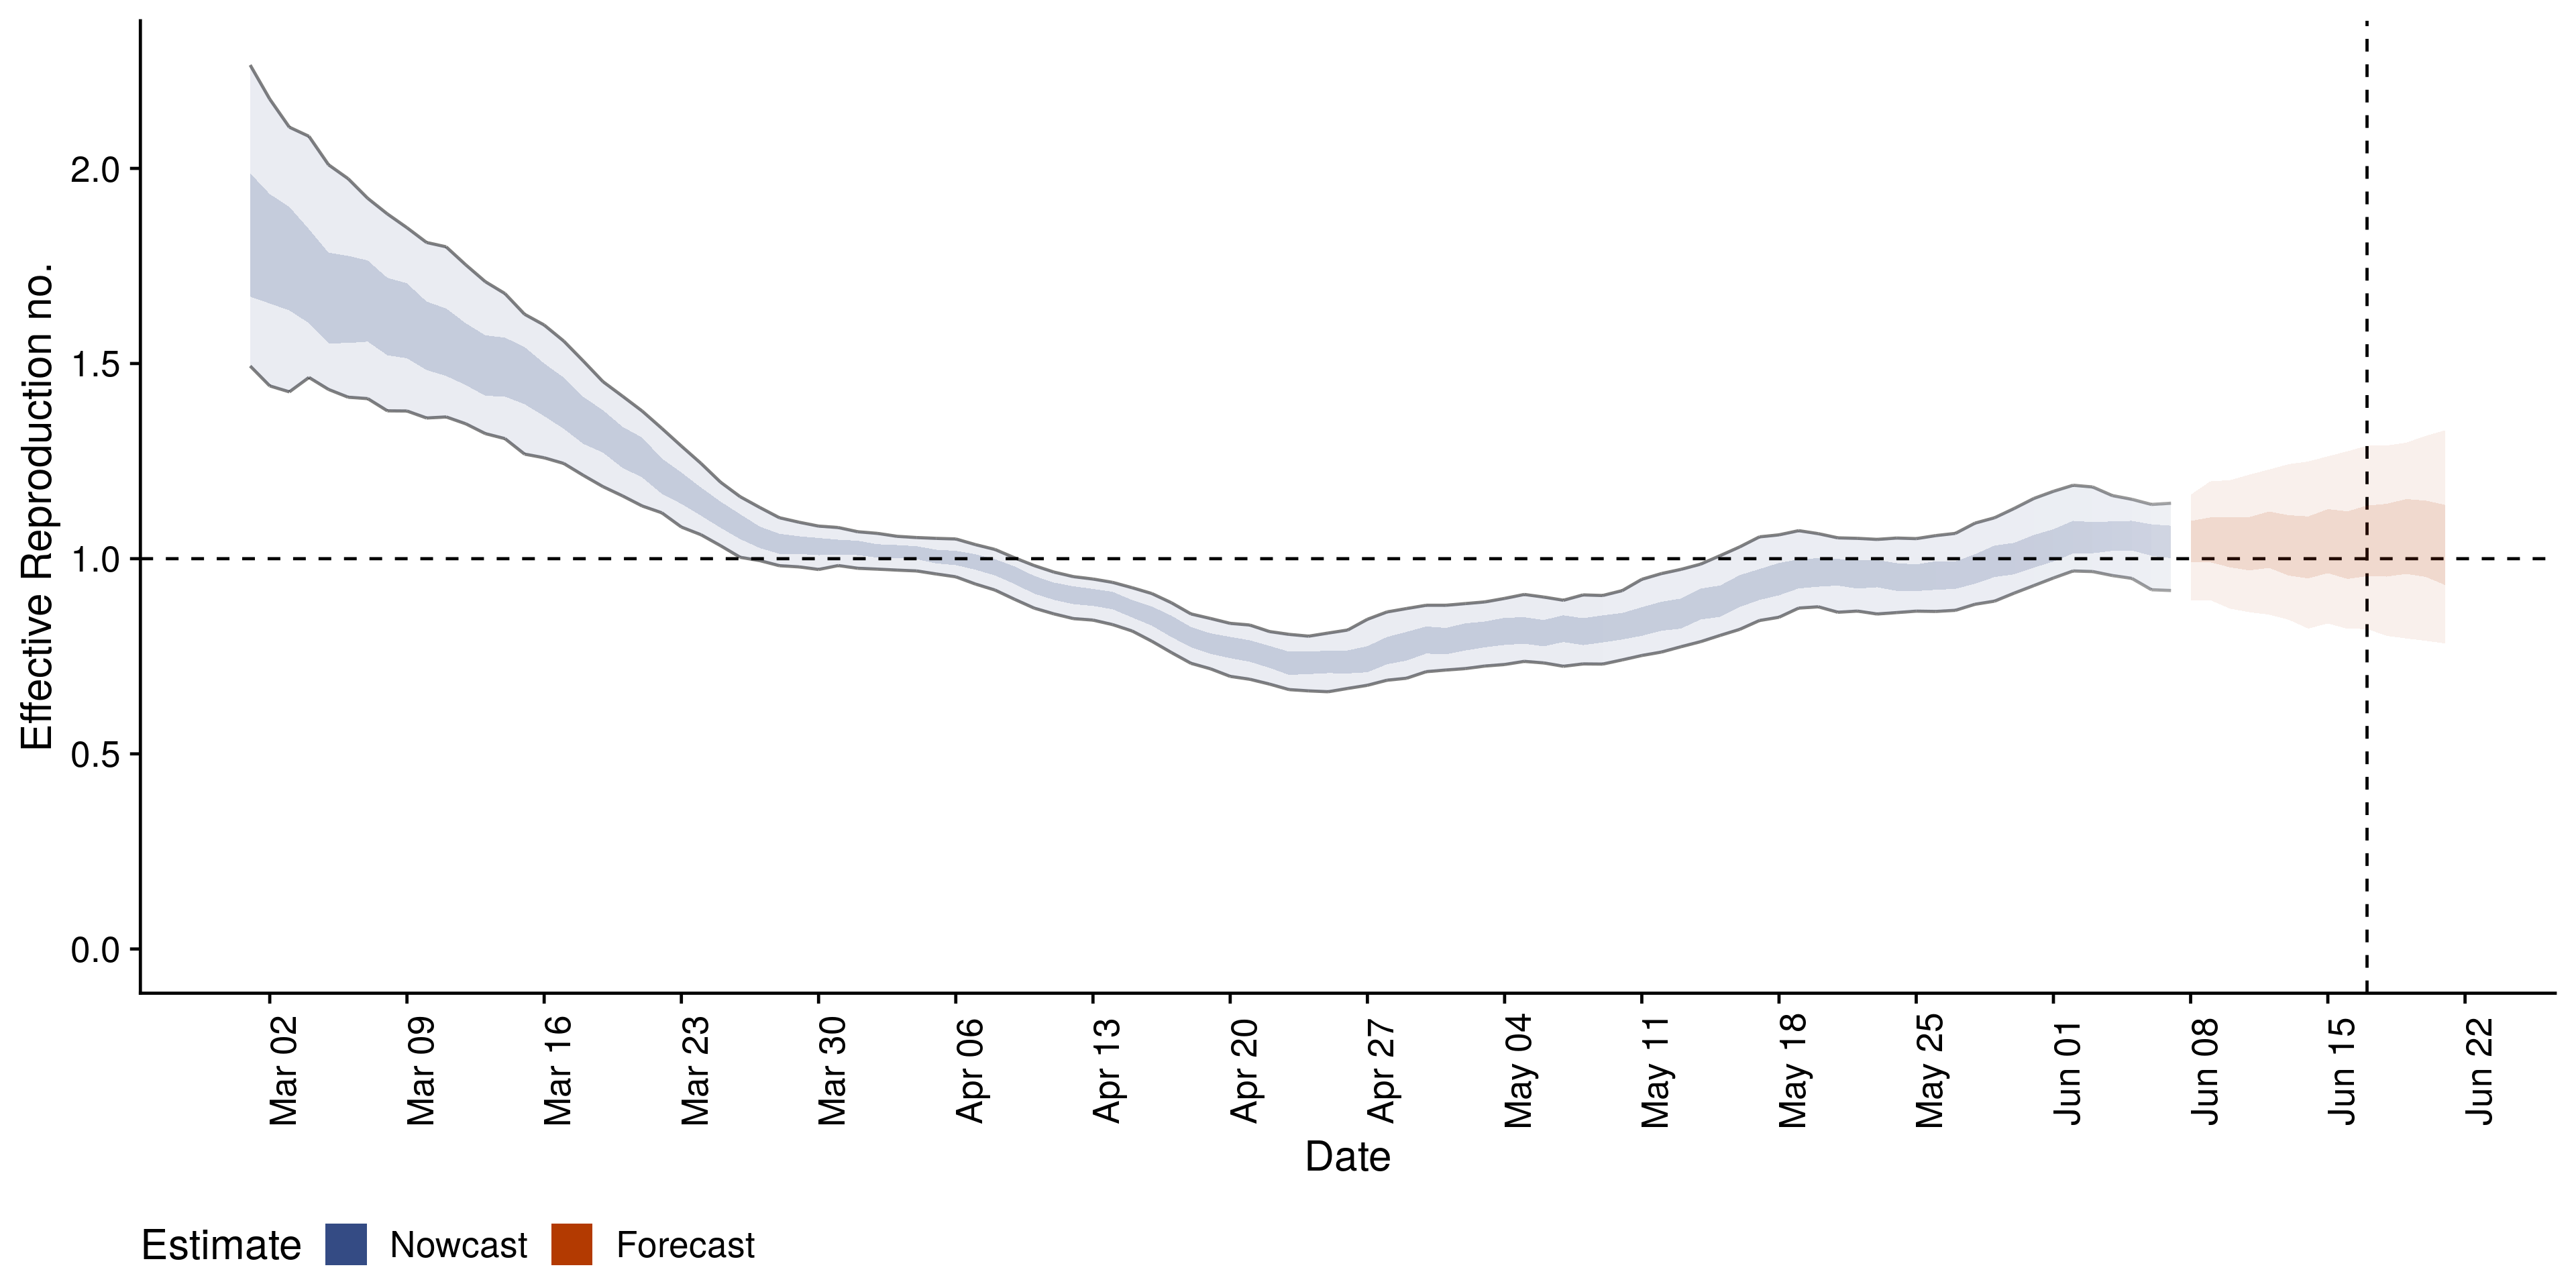 Effective Reproduction no.
2.0
1.5
1.0
0.5
0.0
Mar 02
Mar 09
Mar 16
Mar 23
Mar 30
Apr 06
Apr 13
Apr 20
Apr 27
May 04
May 11
May 18
May 25
Jun 01
Jun 08
Jun 15
Jun 22
Date
Estimate Nowcast Forecast